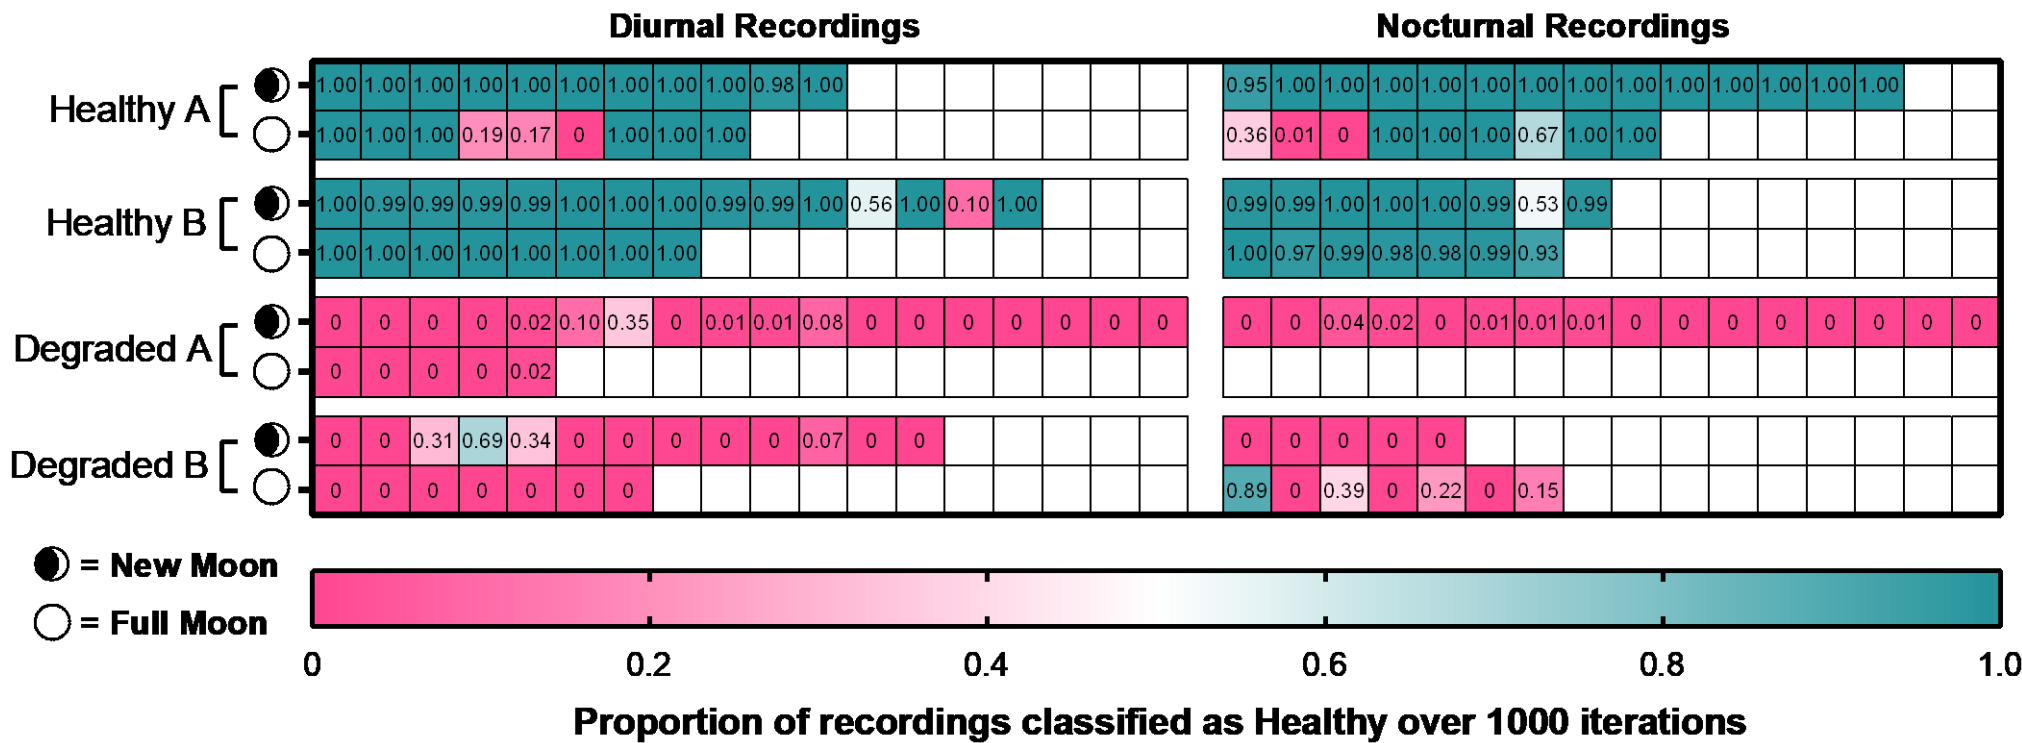 Diurnal Recordings Nocturnal Recordings
Healthy A
1.00 1.00 1.00 1.00 1.00 1.00 1.00 1.00 1.00 0.98 1.00 0.95 1.00 1.00 1.00 1.00 1.00 1.00 1.00 1.00 1.00 1.00 1.00 1.00 1.00
1.00 1.00 1.00 0.19 0.17 0 1.00 1.00 1.00 0.36 0.01 0 1.00 1.00 1.00 0.67 1.00 1.00
Healthy B
1.00 0.99 0.99 0.99 0.99 1.00 1.00 1.00 0.99 0.99 1.00 0.56 1.00 0.10 1.00 0.99 0.99 1.00 1.00 1.00 0.99 0.53 0.99
1.00 1.00 1.00 1.00 1.00 1.00 1.00 1.00 1.00 0.97 0.99 0.98 0.98 0.99 0.93
Degraded A
0 0 0 0 0.02 0.10 0.35 0 0.01 0.01 0.08 0 0 0 0 0 0 0 0 0 0.04 0.02 0 0.01 0.01 0.01 0 0 0 0 0 0 0 0
0 0 0 0 0.02
Degraded B
0 0 0.31 0.69 0.34 0 0 0 0 0 0.07 0 0 0 0 0 0 0
0 0 0 0 0 0 0 0.89 0 0.39 0 0.22 0 0.15
= New Moon
= Full Moon
0 0.2 0.4 0.6 0.8 1.0
Proportion of recordings classified as Healthy over 1000 iterations